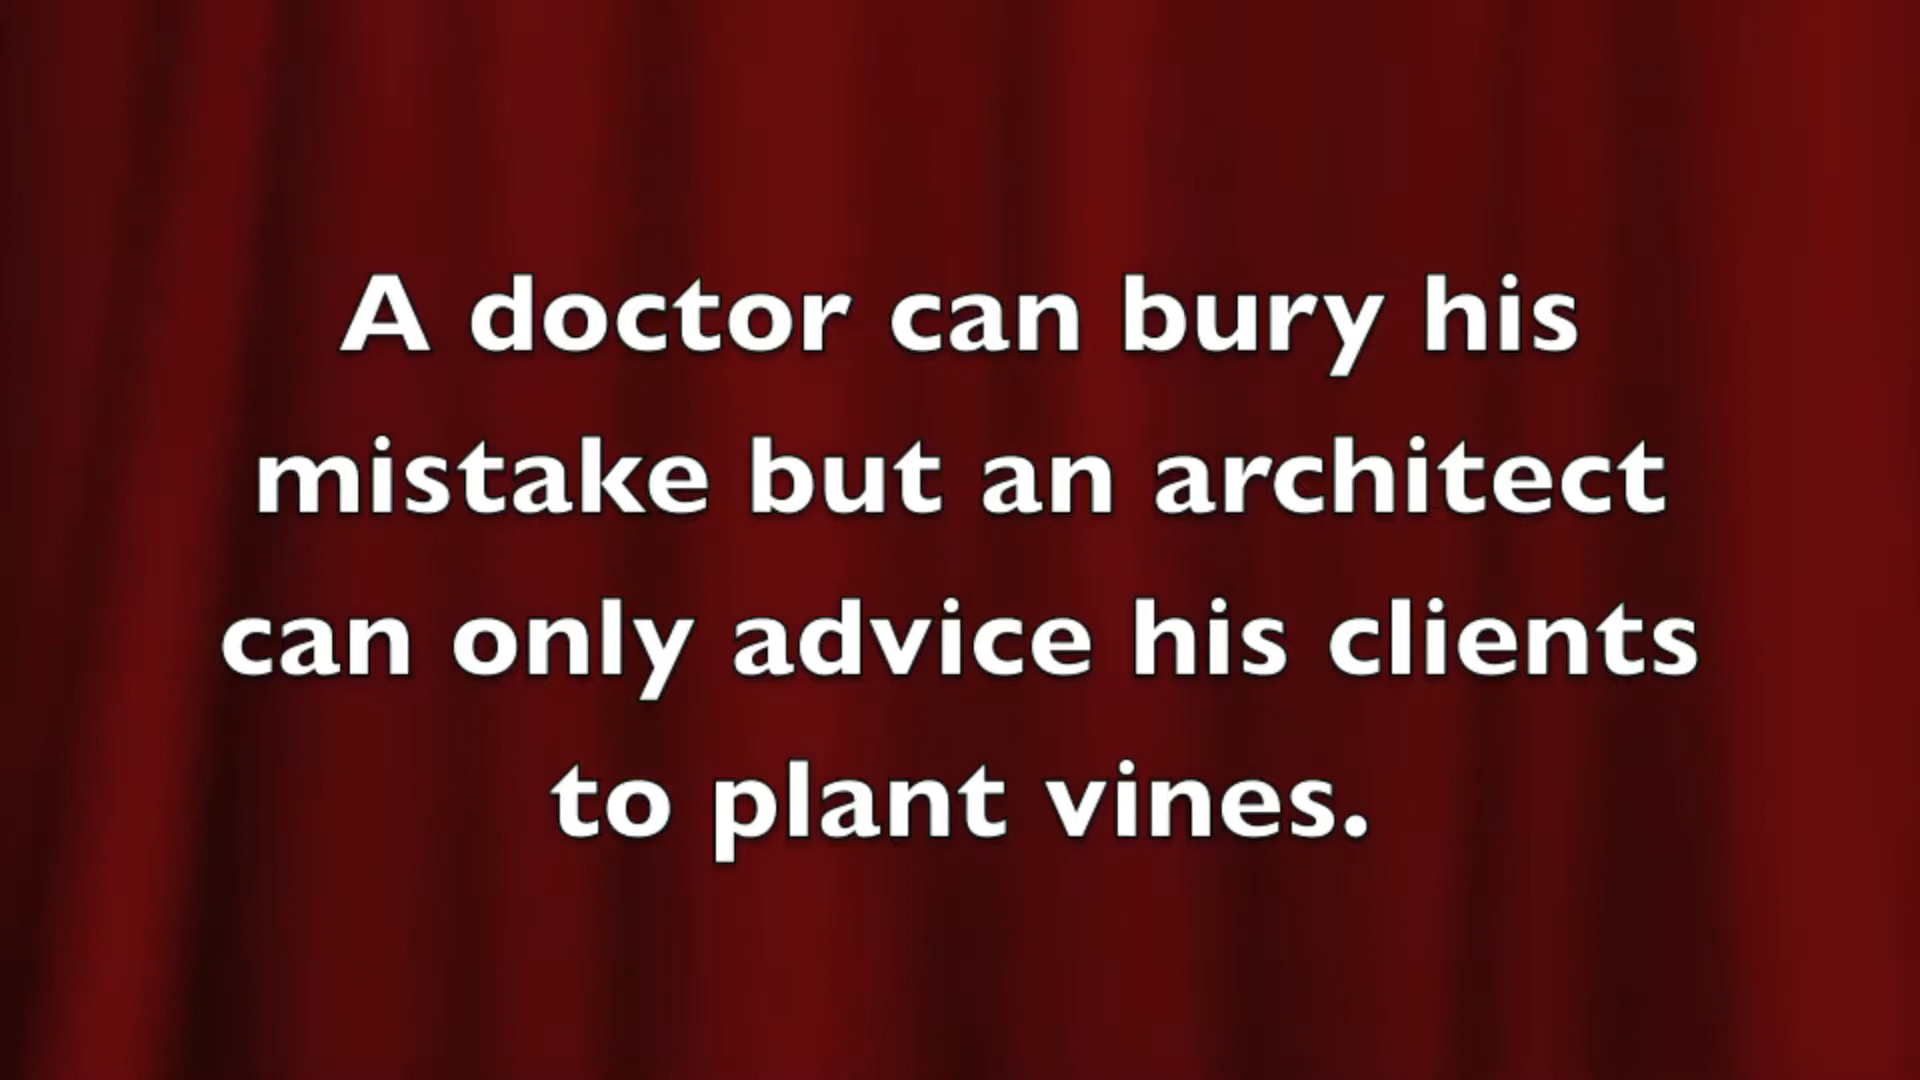 A doctor can bury his
mistake but an architect
can only advice his clients
to plant vines.